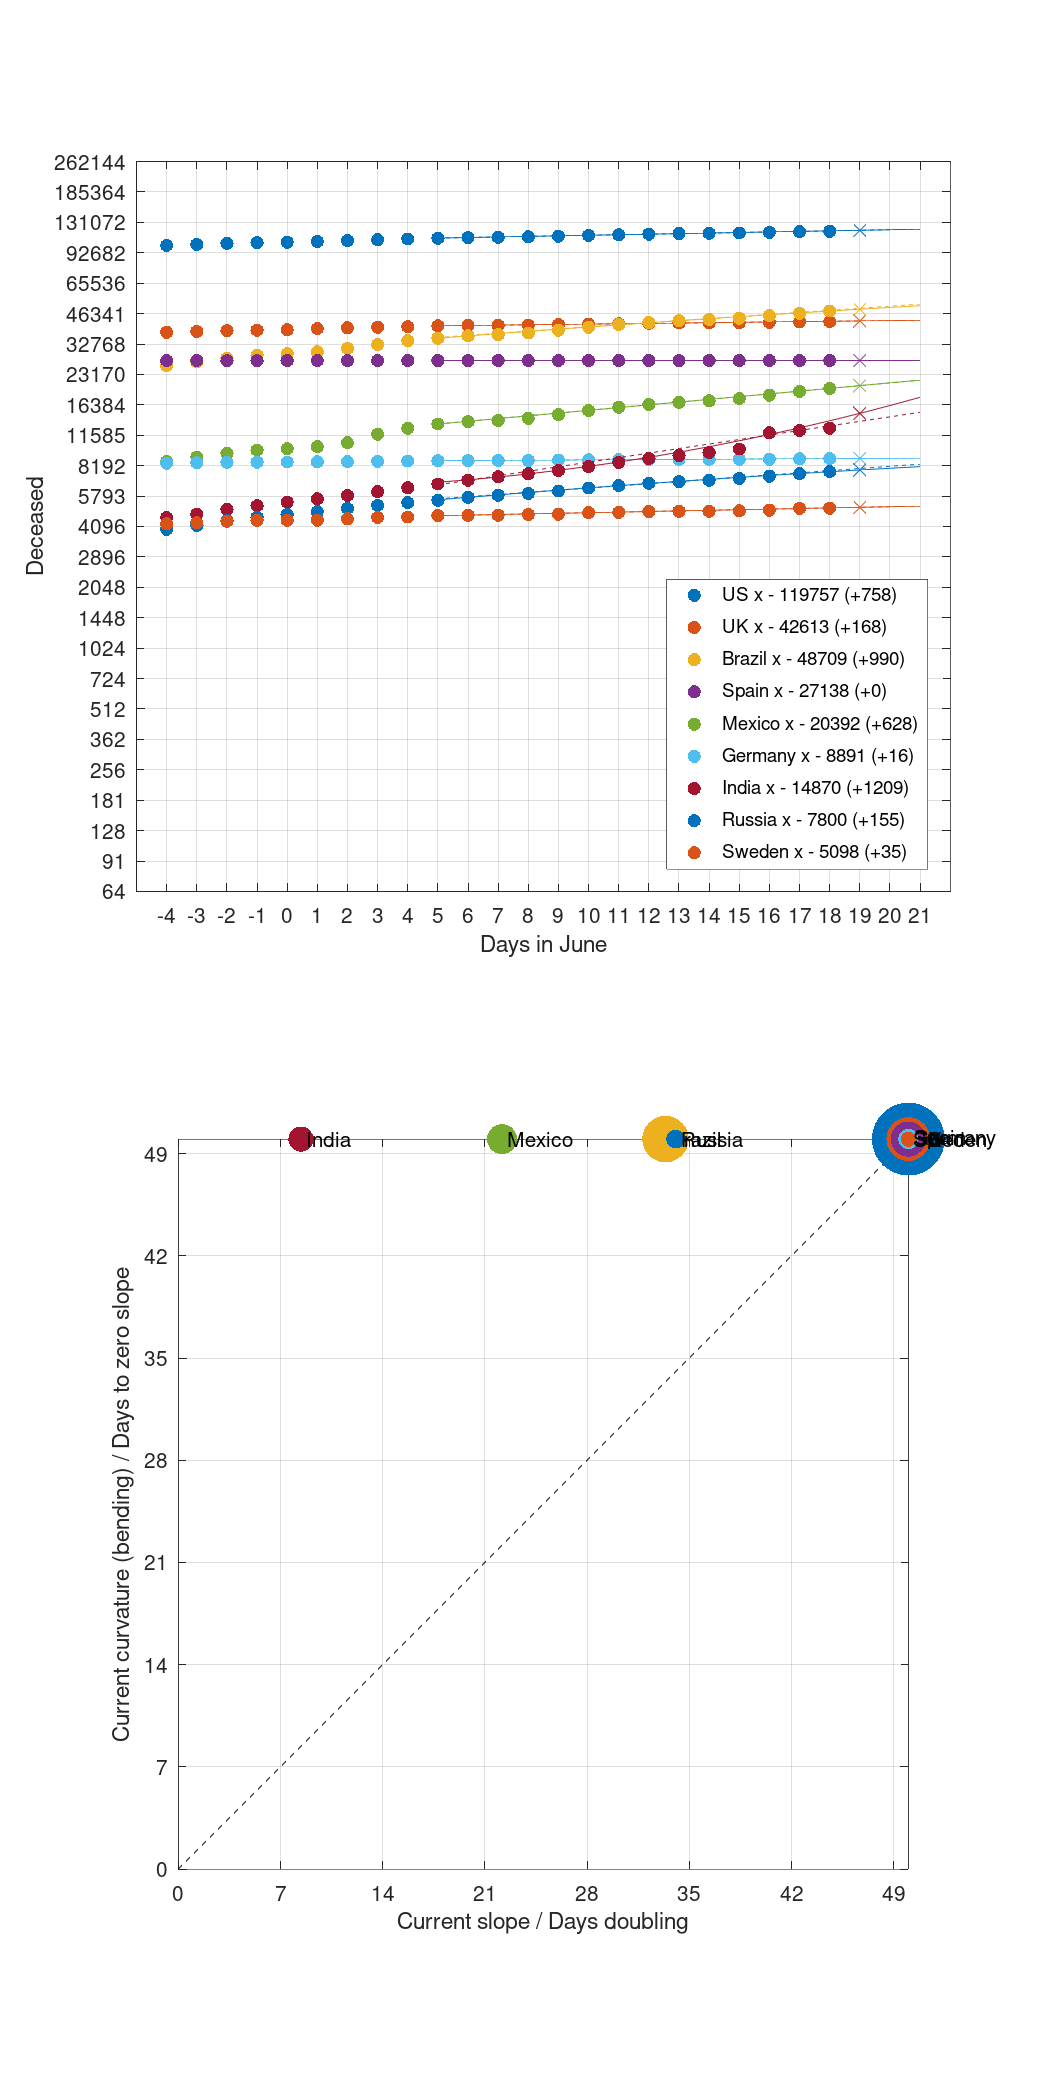 262144
185364
131072
92682
65536
46341
32768
23170
16384
11585
8192
5793
4096
2896
2048
1448
1024
724
512
362
256
181
128
91
64
Deceased
US x - 119757 (+758)
UK x - 42613 (+168)
Brazil x - 48709 (+990)
Spain x - 27138 (+0)
Mexico x - 20392 (+628)
Germany x - 8891 (+16)
India x - 14870 (+1209)
Russia x - 7800 (+155)
Sweden x - 5098 (+35)
-4 -3 -2 -1 0 1 2 3 4 5 6 7 8 9 10 11 12 13 14 15 16 17 18 19 20 21
Days in June
India Mexico Russia
49
42
35
28
21
14
7
0
Current curvature (bending) / Days to zero slope
0 7 14 21 28 35 42 49
Current slope / Days doubling